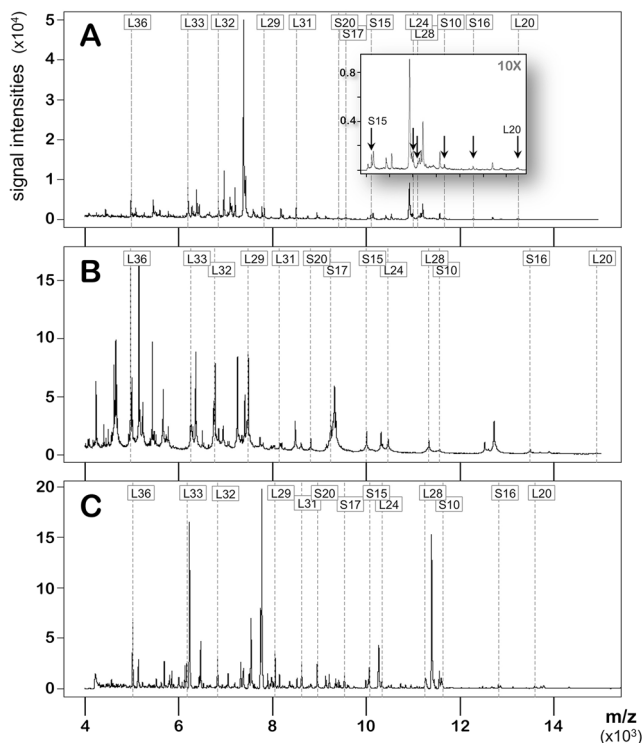 signal intensities (x10⁴)
A
L36 L33 L32 L29 L31 S20 S15 L24 S10 S16 L20
S17 L28
10X
0.8
0.4
S15
L20
5
4
3
2
1
0
B
L36 L33 L29 L31 S20 S15 L28 S16 L20
L32 S17 L24 S10
15
10
5
0
C
L36 L33 L32 L29 S20 S15 L28 S16 L20
L31 S17 L24 S10
20
15
10
5
0
4 6 8 10 12 14 m/z
(x10³)